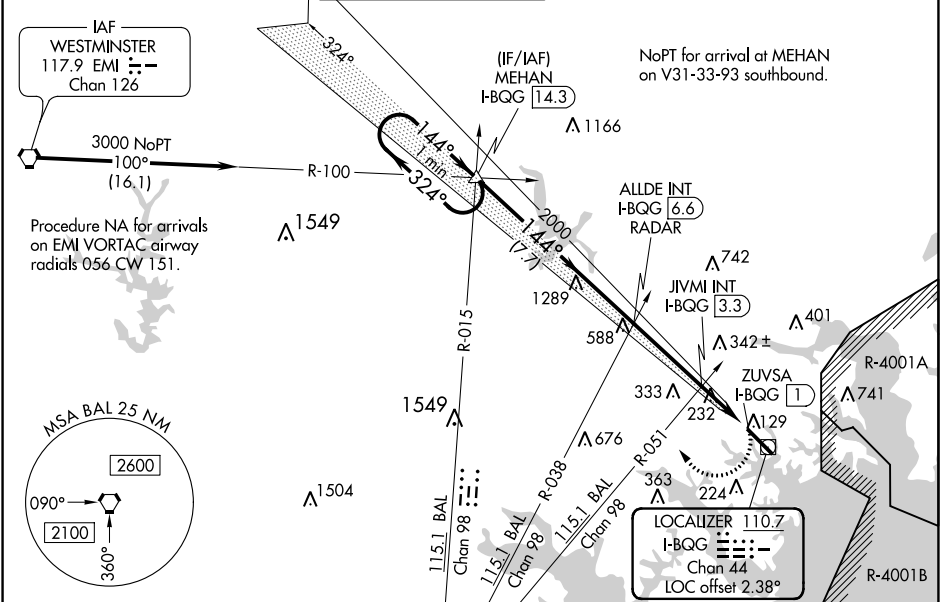 IAF
WESTMINSTER
117.9 EMI
Chan 126
3000 NoPT
100°
(16.1)
R-100
Procedure NA for arrivals
on EMI VORTAC airway
radials 056 CW 151.
324°
(IF/IAF)
MEHAN
I-BQG 14.3
NoPT for arrival at MEHAN
on V31-33-93 southbound.
1166
144°
1 min
324°
1549
2000
144°
(7.7)
ALLDE INT
I-BQG 6.6
RADAR
742
JIVMI INT
I-BQG 3.3
1289
588
401
342 ±
R-4001A
ZUVSA
I-BQG 1
333
232
741
129
R-015
1549
676
R-051
R-038
363
224
MSA BAL 25 NM
2600
090°
2100
360°
1504
115.1 BAL
Chan 98
115.1 BAL
Chan 98
115.1 BAL
Chan 98
LOCALIZER 110.7
I-BQG
Chan 44
LOC offset 2.38°
R-4001B